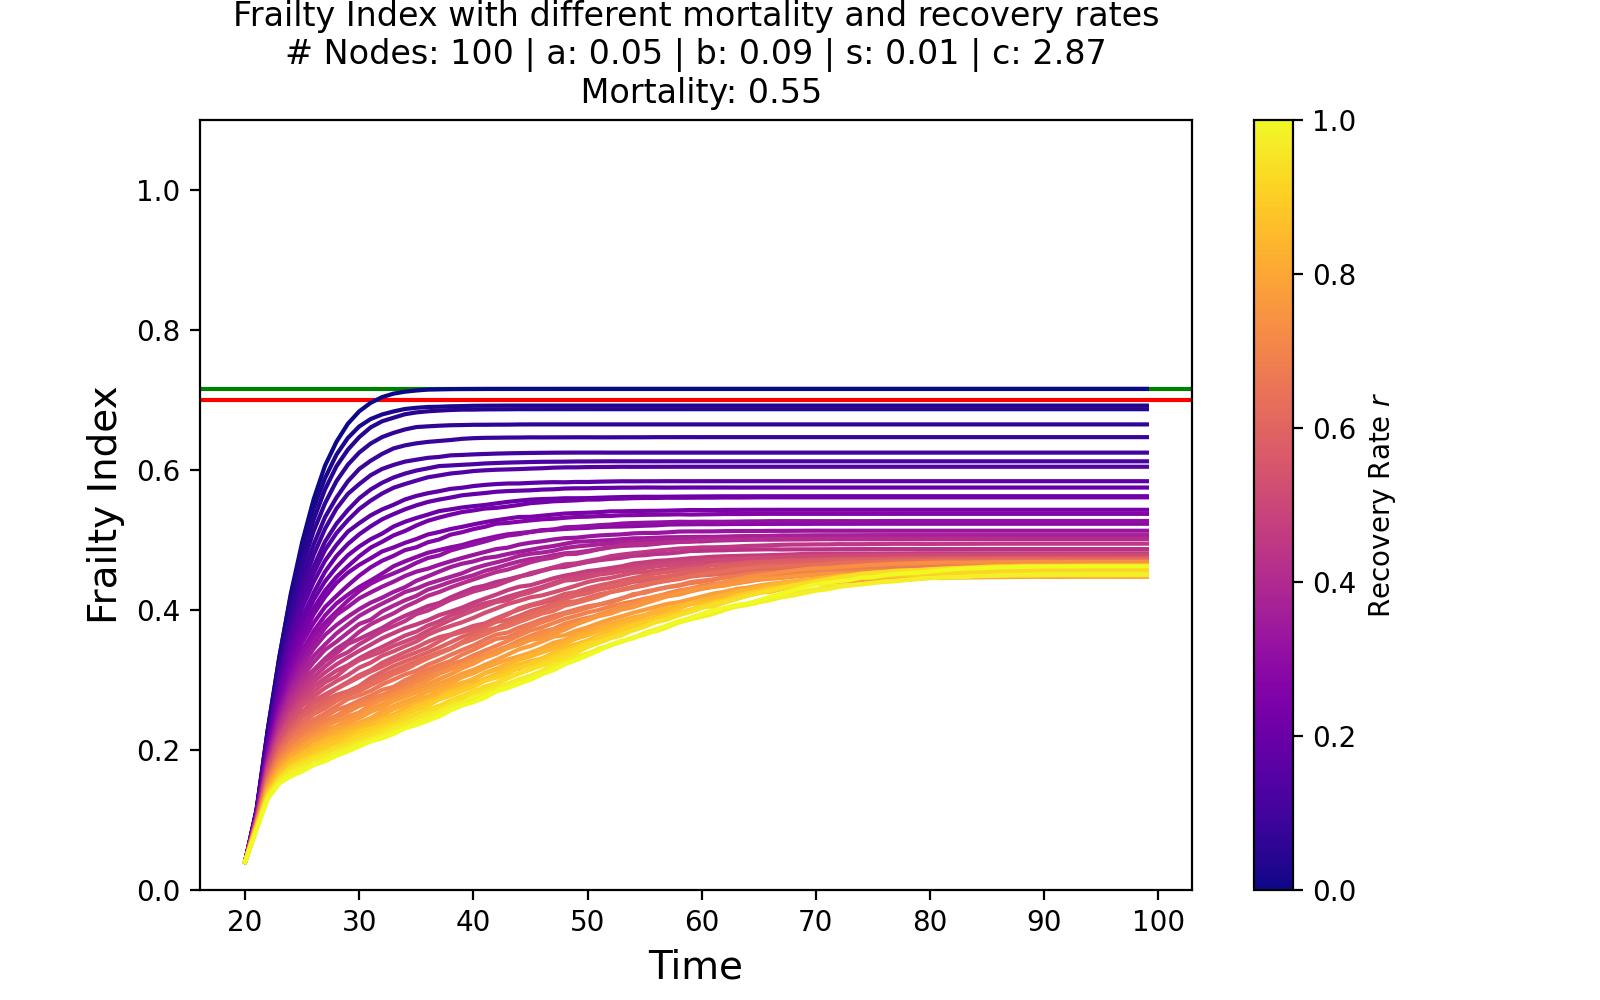 Frailty Index with different mortality and recovery rates
# Nodes: 100 | a: 0.05 | b: 0.09 | s: 0.01 | c: 2.87
Mortality: 0.55
1.0
0.8
0.6
0.4
0.2
0.0
Frailty Index
20 30 40 50 60 70 80 90 100
Time
1.0
0.8
0.6
0.4
0.2
0.0
Recovery Rate r